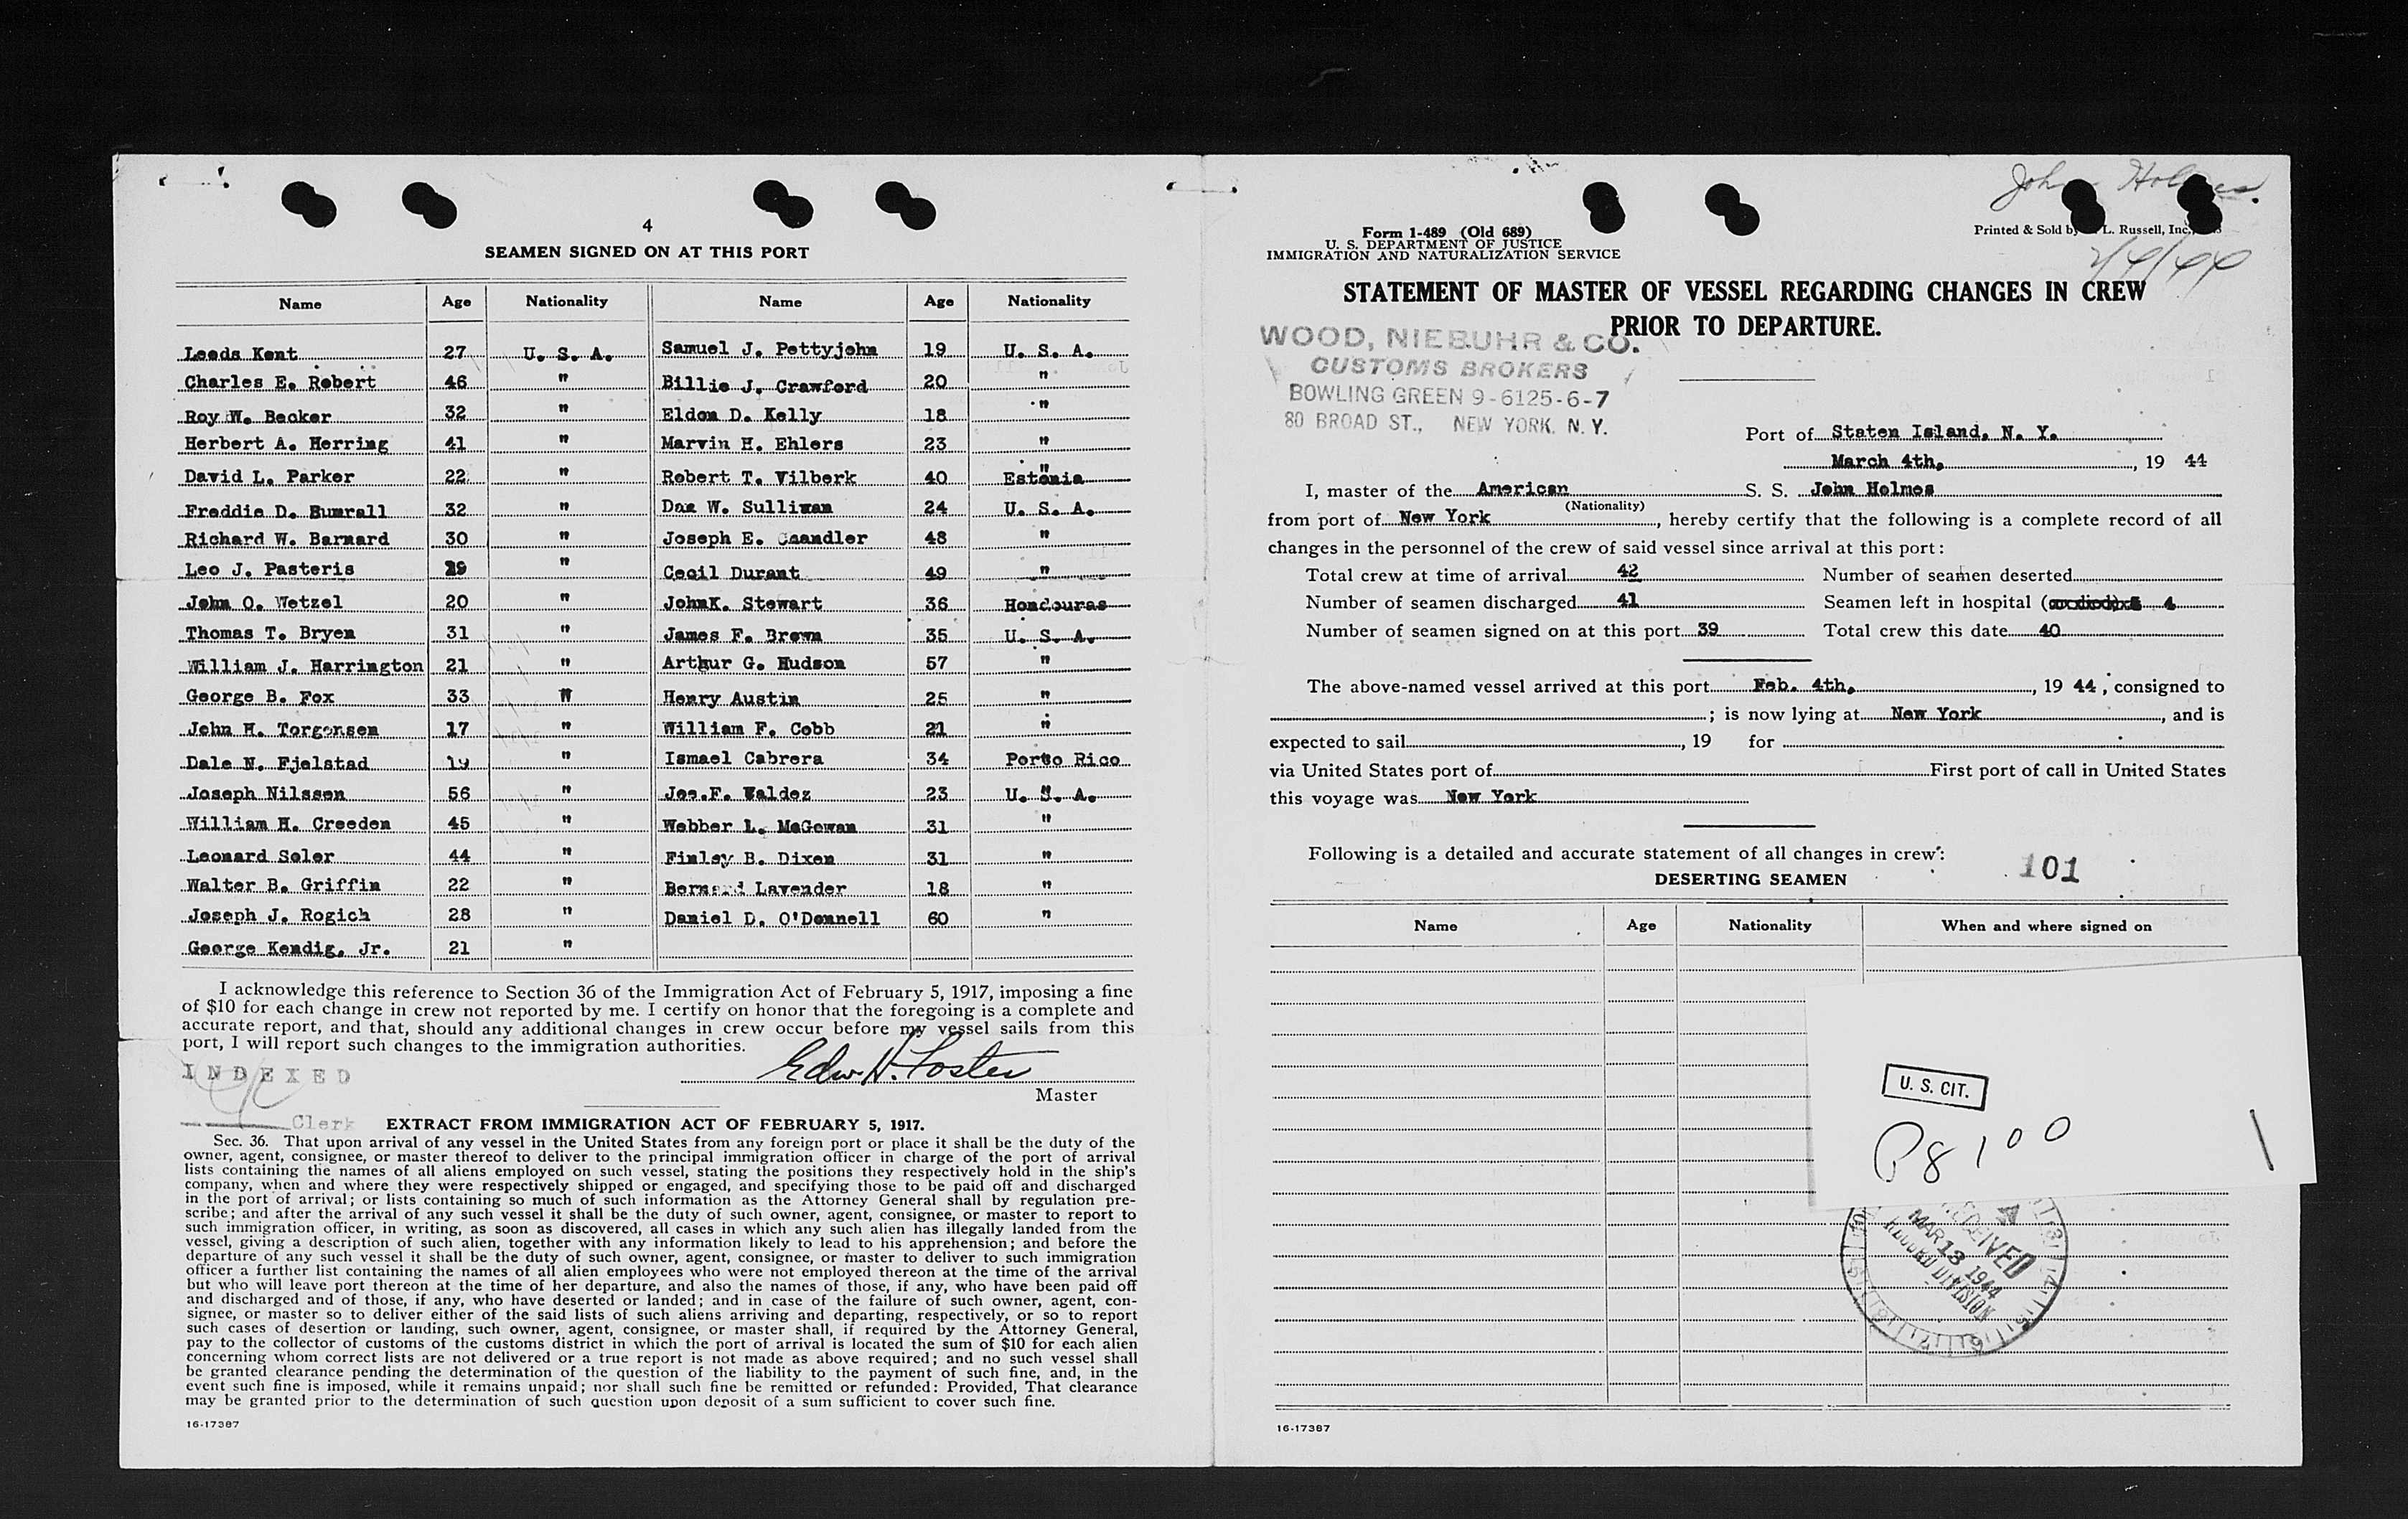 4
SEAMEN SIGNED ON AT THIS PORT
Name Age Nationality Name Age Nationality
Leeds Kent 27 U. S. A. Samuel J. Pettyjohn 19 U. S. A.
Charles E. Robert 46 " Billie J. Crawford 20 "
Roy W. Becker 32 " Eldon D. Kelly 18 "
Herbert A. Herring 41 " Marvin H. Ehlers 23 "
David L. Parker 22 " Robert T. Vilberk 40 Estonia
Freddie D. Bumrall 32 " Dan W. Sullivan 24 U. S. A.
Richard W. Barnard 30 " Joseph E. Chandler 48 "
Leo J. Pasteris 29 " Cecil Durant 49 "
John O. Wetzel 20 " JohnK. Stewart 36 Honduras
Thomas T. Bryen 31 " James F. Brown 35 U. S. A.
William J. Harrington 21 " Arthur G. Hudson 57 "
George B. Fox 33 " Henry Austin 25 "
John H. Torgensen 17 " William F. Cobb 21 "
Dale N. Fjelstad 19 " Ismael Cabrera 34 Porto Rico
Joseph Nilssen 56 " Jos.F. Waldez 23 U. S. A.
William H. Creeden 45 " Webber L. McGowan 31 "
Leonard Soler 44 " Finley B. Dixen 31 "
Walter B. Griffin 22 " Bernard Lavender 18 "
Joseph J. Rogich 28 " Daniel D. O'Donnell 60 "
George Kendig, Jr. 21 "
I acknowledge this reference to Section 36 of the Immigration Act of February 5, 1917, imposing a fine
of $10 for each change in crew not reported by me. I certify on honor that the foregoing is a complete and
accurate report, and that, should any additional changes in crew occur before my vessel sails from this
port, I will report such changes to the immigration authorities.
INDEXED
Edw. H. Foster
Master
Clerk
EXTRACT FROM IMMIGRATION ACT OF FEBRUARY 5, 1917.
Sec. 36. That upon arrival of any vessel in the United States from any foreign port or place it shall be the duty of the
owner, agent, consignee, or master thereof to deliver to the principal immigration officer in charge of the port of arrival
lists containing the names of all aliens employed on such vessel, stating the positions they respectively hold in the ship's
company, when and where they were respectively shipped or engaged, and specifying those to be paid off and discharged
in the port of arrival; or lists containing so much of such information as the Attorney General shall by regulation pre-
scribe; and after the arrival of any such vessel it shall be the duty of such owner, agent, consignee, or master to report to
such immigration officer, in writing, as soon as discovered, all cases in which any such alien has illegally landed from the
vessel, giving a description of such alien, together with any information likely to lead to his apprehension; and before the
departure of any such vessel it shall be the duty of such owner, agent, consignee, or master to deliver to such immigration
officer a further list containing the names of all alien employees who were not employed thereon at the time of the arrival
but who will leave port thereon at the time of her departure, and also the names of those, if any, who have been paid off
and discharged and of those, if any, who have deserted or landed; and in case of the failure of such owner, agent, con-
signee, or master so to deliver either of the said lists of such aliens arriving and departing, respectively, or so to report
such cases of desertion or landing, such owner, agent, consignee, or master shall, if required by the Attorney General,
pay to the collector of customs of the customs district in which the port of arrival is located the sum of $10 for each alien
concerning whom correct lists are not delivered or a true report is not made as above required; and no such vessel shall
be granted clearance pending the determination of the question of the liability to the payment of such fine, and, in the
event such fine is imposed, while it remains unpaid; nor shall such fine be remitted or refunded: Provided, That clearance
may be granted prior to the determination of such question upon deposit of a sum sufficient to cover such fine.
16-17387
John Holmes
Form 1-489 (Old 689)
U. S. DEPARTMENT OF JUSTICE
IMMIGRATION AND NATURALIZATION SERVICE
Printed & Sold by L. Russell, Inc.
2/4/44
STATEMENT OF MASTER OF VESSEL REGARDING CHANGES IN CREW
PRIOR TO DEPARTURE.
WOOD, NIEBUHR & CO.
CUSTOMS BROKERS
BOWLING GREEN 9-6125-6-7
80 BROAD ST., NEW YORK. N. Y.
Port of Staten Island, N. Y.
March 4th, , 19 44
I, master of the American S. S. John Holmes
(Nationality)
from port of New York , hereby certify that the following is a complete record of all
changes in the personnel of the crew of said vessel since arrival at this port:
Total crew at time of arrival 42 Number of seamen deserted
Number of seamen discharged 41 Seamen left in hospital ( 4
Number of seamen signed on at this port 39 Total crew this date 40
The above-named vessel arrived at this port Feb. 4th, , 19 44, consigned to
; is now lying at New York , and is
expected to sail , 19 for
via United States port of First port of call in United States
this voyage was New York
Following is a detailed and accurate statement of all changes in crew:
101
DESERTING SEAMEN
Name Age Nationality When and where signed on
U. S. CIT.
P8100
RECEIVED
MAR 13 1944
RECORD DIVISION
16-17387